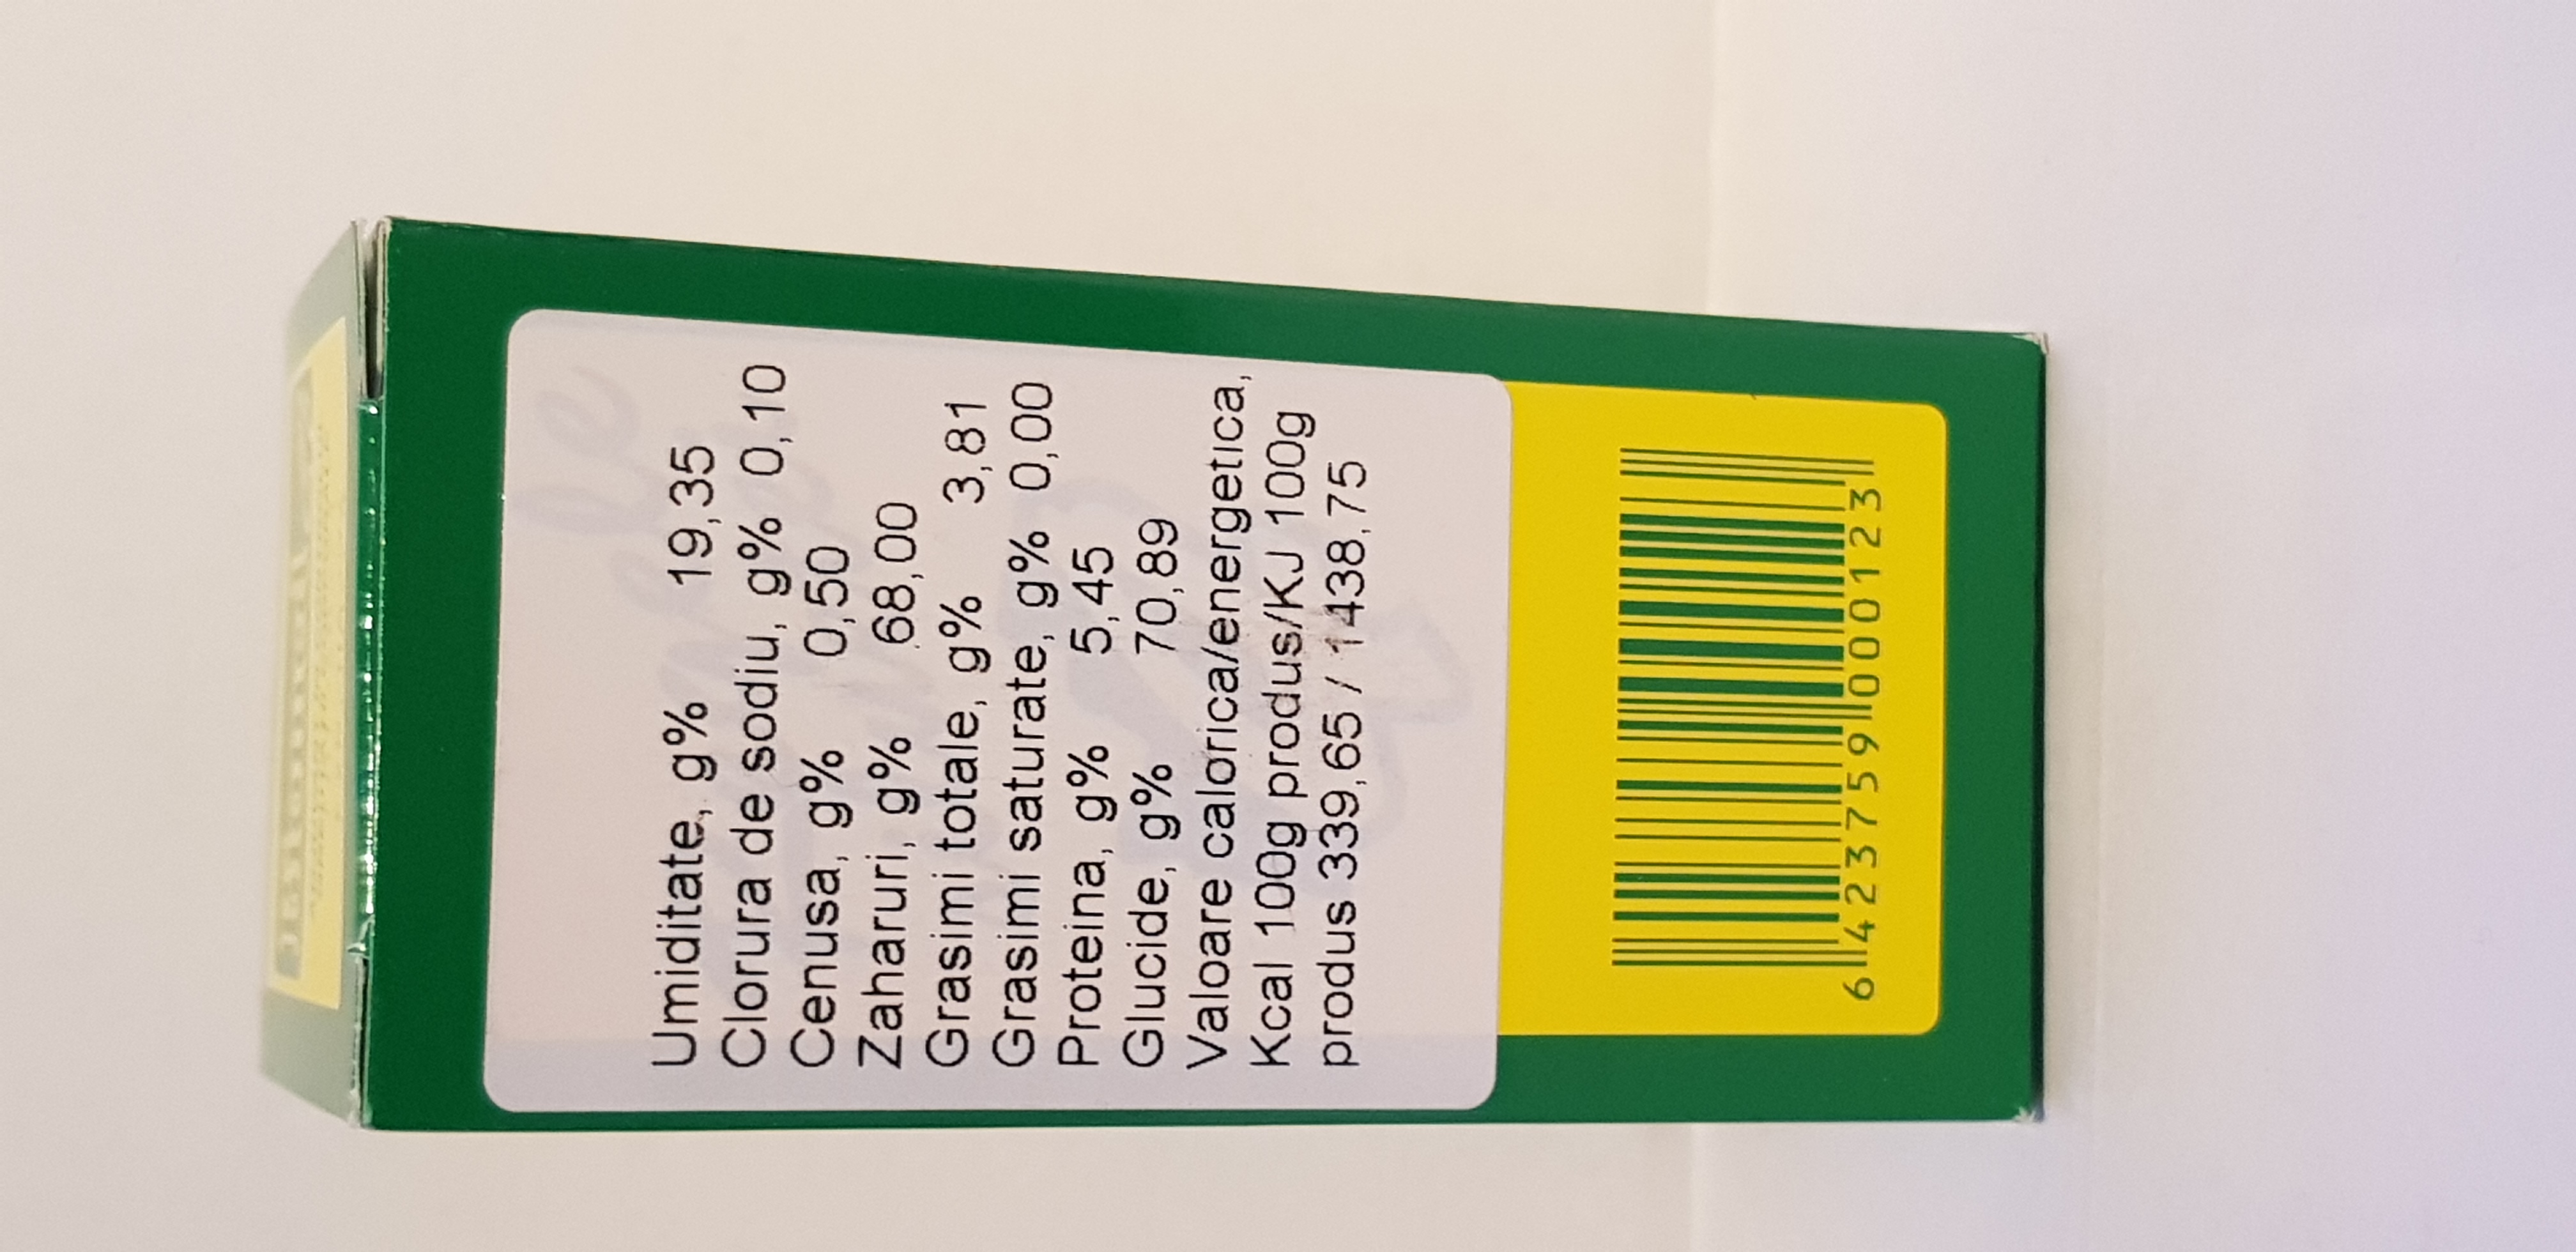 Umiditate, g% 19,35
Clorura de sodiu, g% 0,10
Cenusa, g% 0,50
Zaharuri, g% 68,00
Grasimi totale, g% 3,81
Grasimi saturate, g% 0,00
Proteina, g% 5,45
Glucide, g% 70,89
Valoare calorica/energetica,
Kcal 100g produs/KJ 100g
produs 339,65 / 1438,75
6 423759 000123